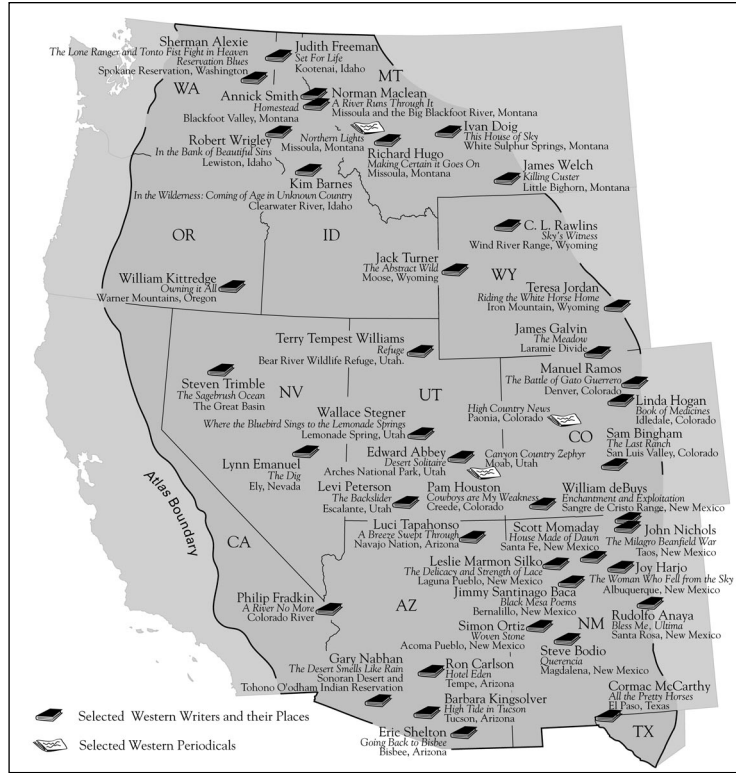 Sherman Alexie
The Lone Ranger and Tonto Fist Fight in Heaven
Reservation Blues
Spokane Reservation, Washington
Judith Freeman
Set For Life
Kootenai, Idaho
WA
MT
Annick Smith
Homestead
Blackfoot Valley, Montana
Norman Maclean
A River Runs Through It
Missoula and the Big Blackfoot River, Montana
Robert Wrigley
In the Bank of Beautiful Sins
Lewiston, Idaho
Northern Lights
Missoula, Montana
Ivan Doig
This House of Sky
White Sulphur Springs, Montana
Richard Hugo
Making Certain it Goes On
Missoula, Montana
James Welch
Killing Custer
Little Bighorn, Montana
Kim Barnes
In the Wilderness: Coming of Age in Unknown Country
Clearwater River, Idaho
OR
ID
C. L. Rawlins
Sky's Witness
Wind River Range, Wyoming
Jack Turner
The Abstract Wild
Moose, Wyoming
WY
William Kittredge
Owning it All
Warner Mountains, Oregon
Teresa Jordan
Riding the White Horse Home
Iron Mountain, Wyoming
Terry Tempest Williams
Refuge
Bear River Wildlife Refuge, Utah.
James Galvin
The Meadow
Laramie Divide
Steven Trimble
The Sagebrush Ocean
The Great Basin
NV
UT
Manuel Ramos
The Battle of Gato Guerrero
Denver, Colorado
Linda Hogan
Book of Medicines
Idledale, Colorado
Wallace Stegner
Where the Bluebird Sings to the Lemonade Springs
Lemonade Spring, Utah
High Country News
Paonia, Colorado
CO
Sam Bingham
The Last Ranch
San Luis Valley, Colorado
Lynn Emanuel
The Dig
Ely, Nevada
Edward Abbey
Desert Solitaire
Arches National Park, Utah
Canyon Country Zephyr
Moab, Utah
Levi Peterson
The Backslider
Escalante, Utah
Pam Houston
Cowboys are My Weakness
Creede, Colorado
William deBuys
Enchantment and Exploitation
Sangre de Cristo Range, New Mexico
Atlas Boundary
CA
Luci Tapahonso
A Breeze Swept Through
Navajo Nation, Arizona
Scott Momaday
House Made of Dawn
Santa Fe, New Mexico
John Nichols
The Milagro Beanfield War
Taos, New Mexico
Leslie Marmon Silko
The Delicacy and Strength of Lace
Laguna Pueblo, New Mexico
Joy Harjo
The Woman Who Fell from the Sky
Albuquerque, New Mexico
Jimmy Santinago Baca
Black Mesa Poems
Bernalillo, New Mexico
Philip Fradkin
A River No More
Colorado River
AZ
Simon Ortiz
Woven Stone
Acoma Pueblo, New Mexico
NM
Rudolfo Anaya
Bless Me, Ultima
Santa Rosa, New Mexico
Steve Bodio
Querencia
Magdalena, New Mexico
Gary Nabhan
The Desert Smells Like Rain
Sonoran Desert and
Tohono O'odham Indian Reservation
Ron Carlson
Hotel Eden
Tempe, Arizona
Cormac McCarthy
All the Pretty Horses
El Paso, Texas
Barbara Kingsolver
High Tide in Tucson
Tucson, Arizona
Eric Shelton
Going Back to Bisbee
Bisbee, Arizona
TX
Selected Western Writers and their Places
Selected Western Periodicals